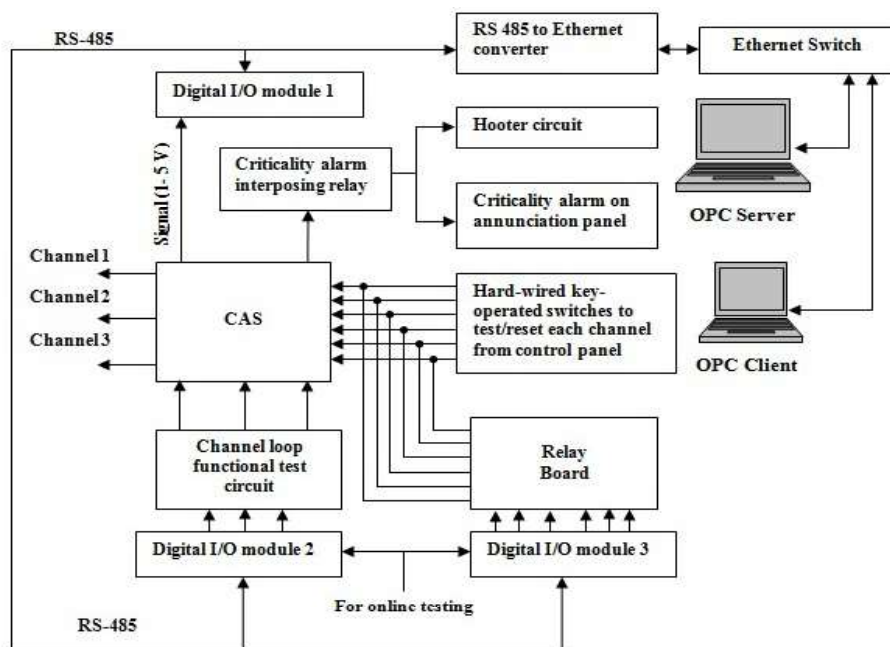 RS-485
RS 485 to Ethernet
converter
Ethernet Switch
Digital I/O module 1
Hooter circuit
Criticality alarm
interposing relay
Signal (1- 5 V)
Criticality alarm on
annunciation panel
OPC Server
Channel 1
Channel 2
Channel 3
CAS
Hard-wired key-
operated switches to
test/reset each channel
from control panel
OPC Client
Channel loop
functional test
circuit
Relay
Board
Digital I/O module 2
Digital I/O module 3
For online testing
RS-485